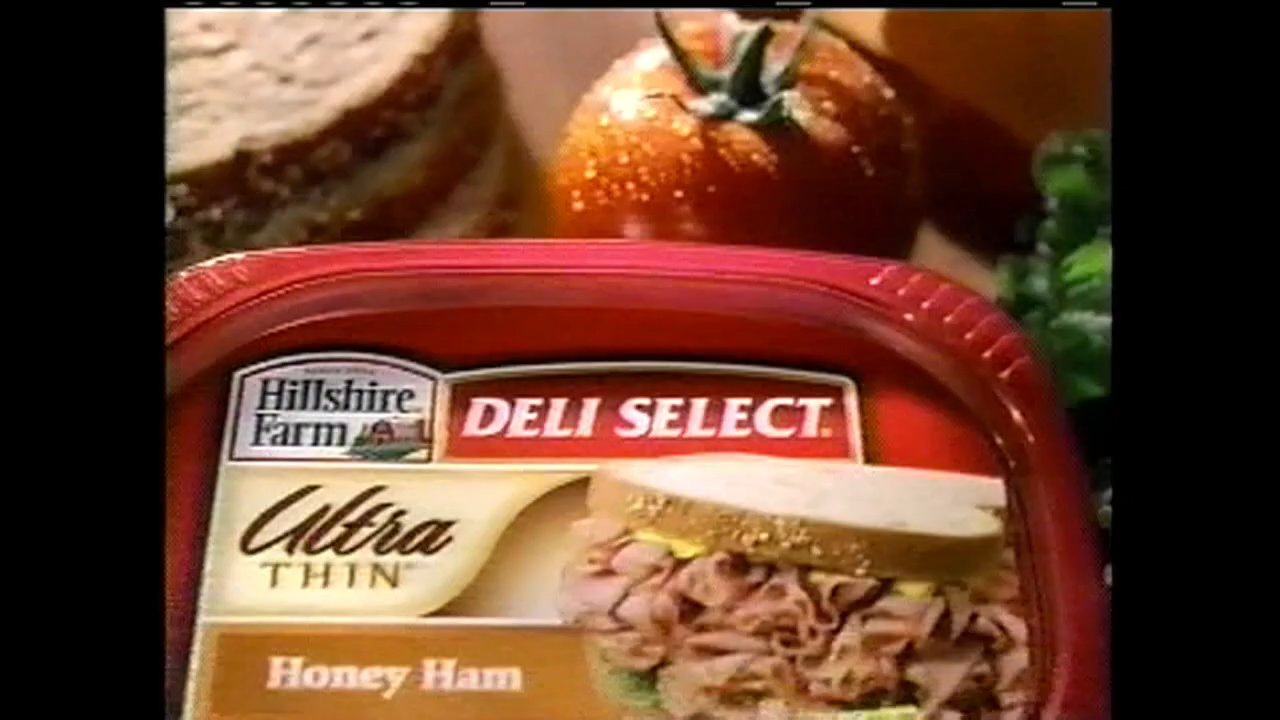 Hillshire
Farm
DELI SELECT.
Ultra
THIN
Honey Ham